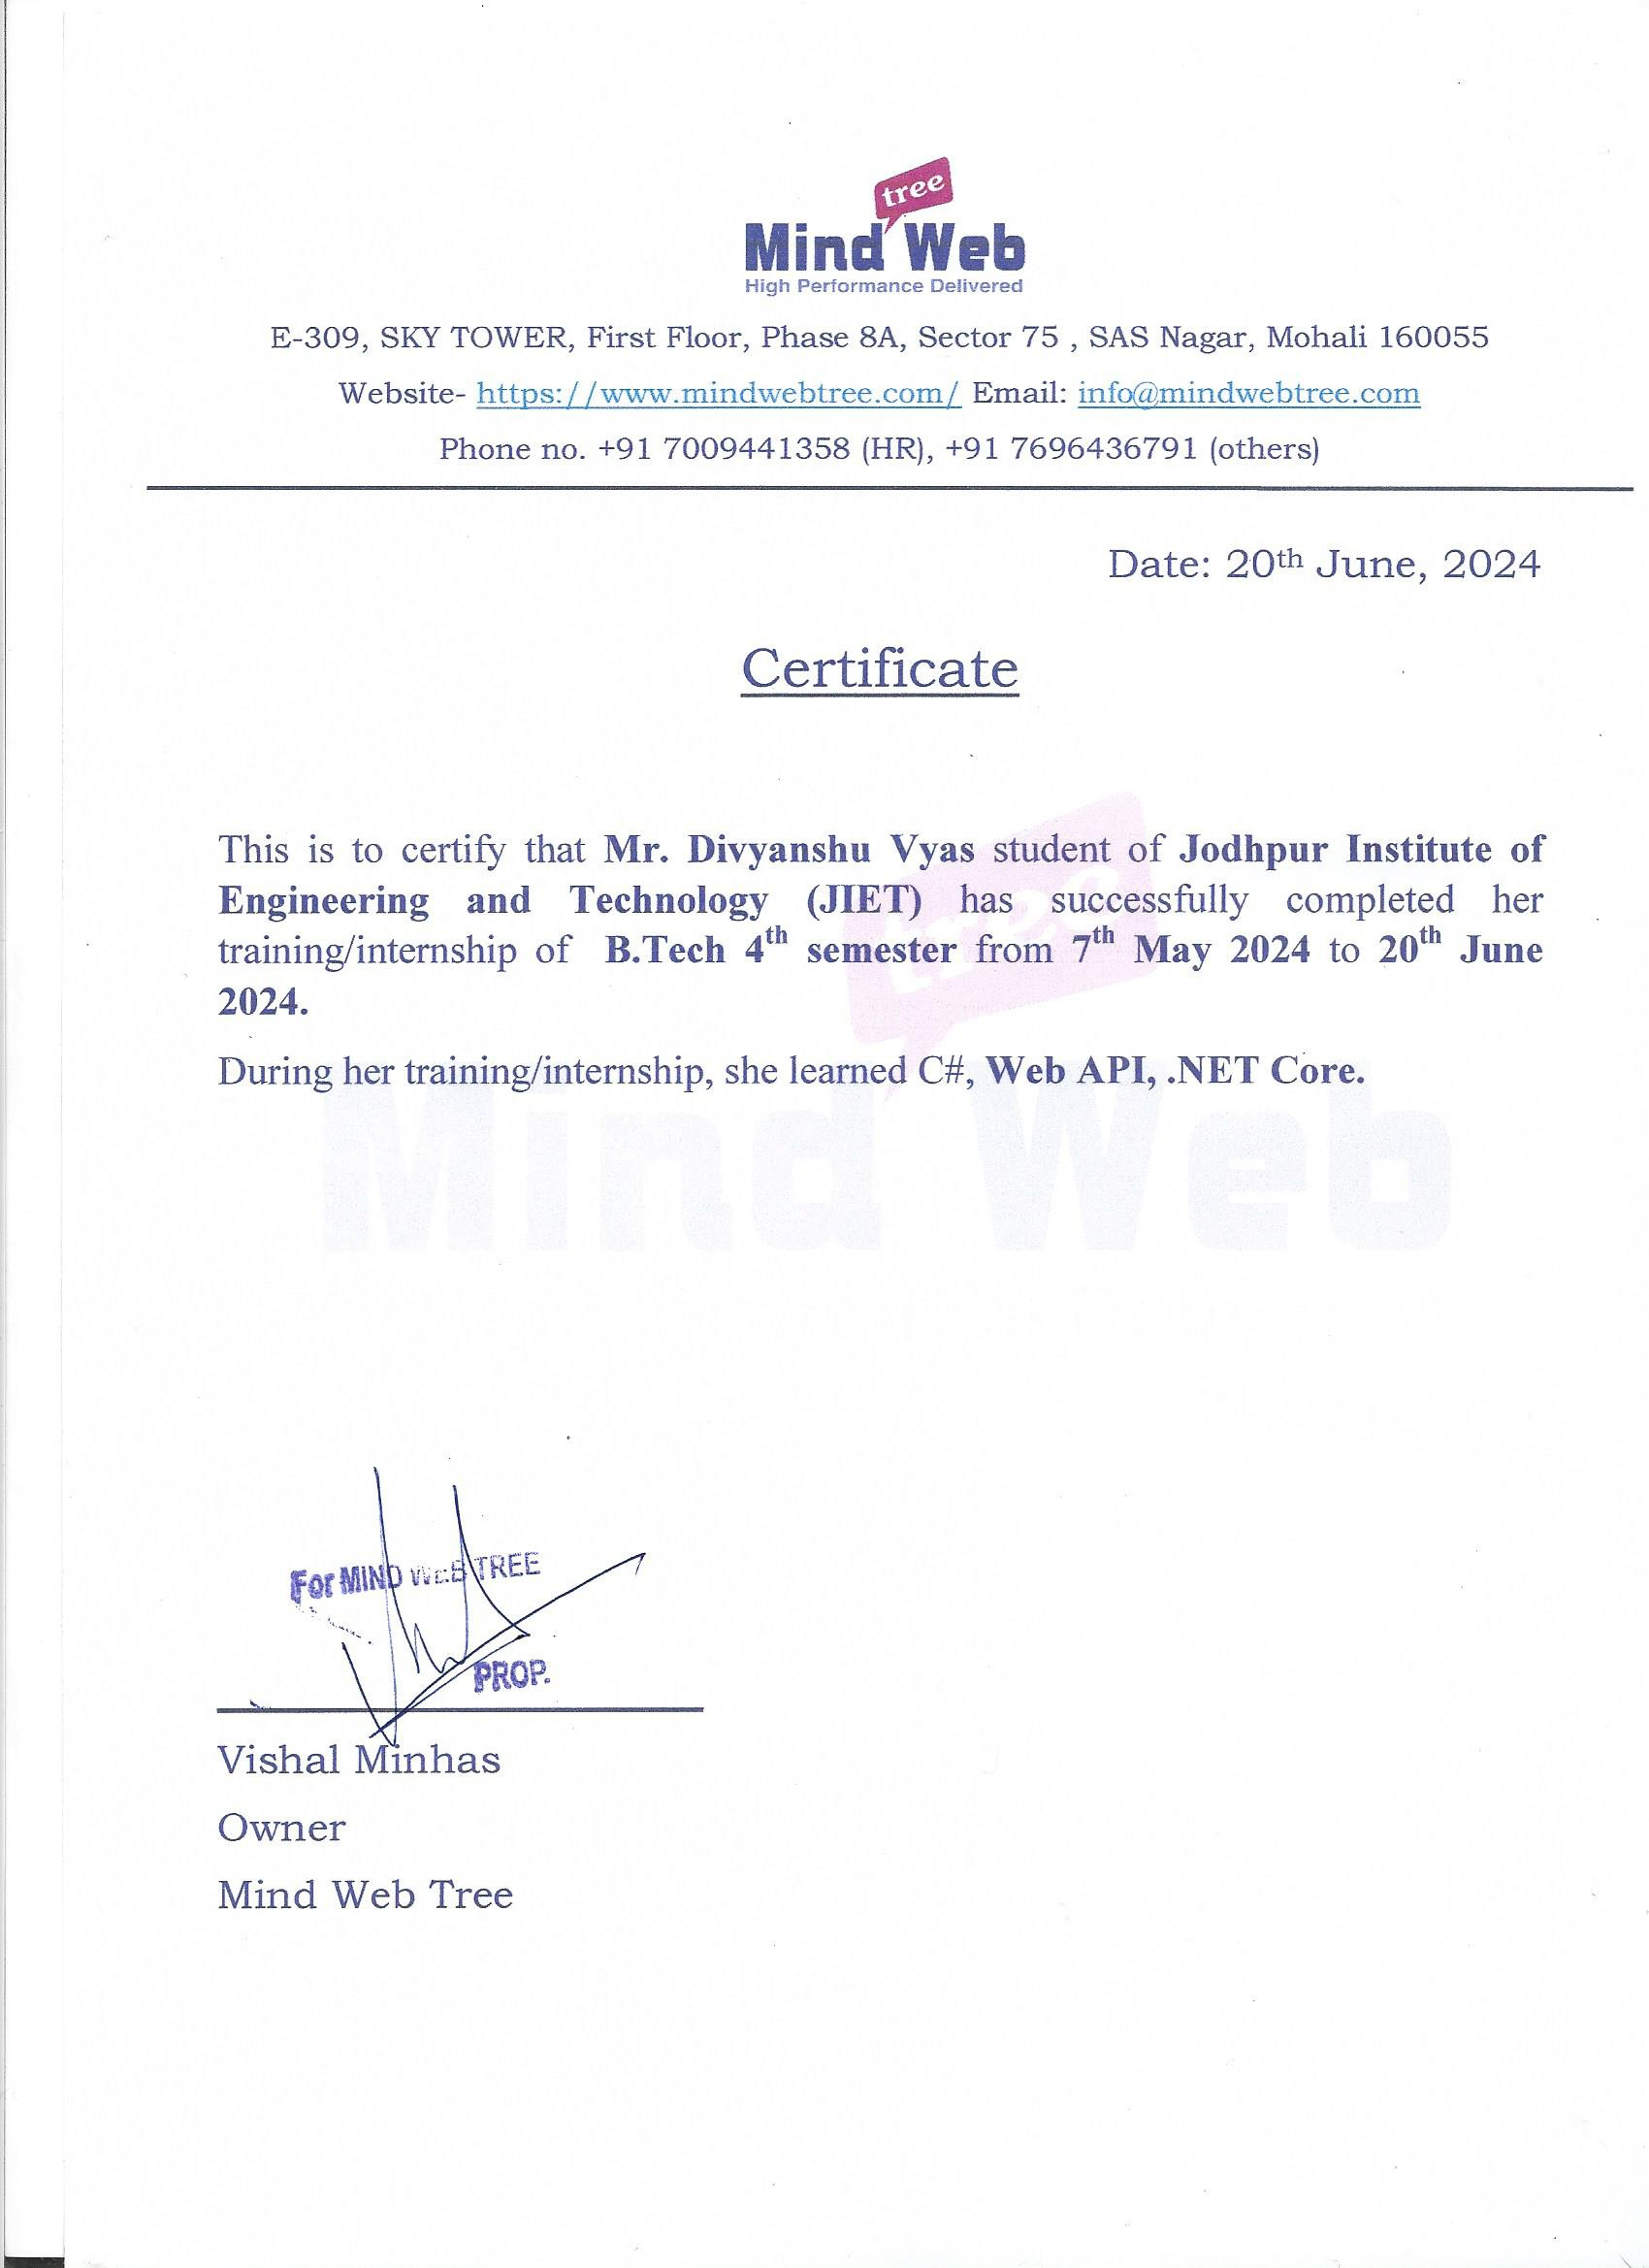 tree
Mind Web
High Performance Delivered
E-309, SKY TOWER, First Floor, Phase 8A, Sector 75 , SAS Nagar, Mohali 160055
Website- https://www.mindwebtree.com/ Email: info@mindwebtree.com
Phone no. +91 7009441358 (HR), +91 7696436791 (others)
Date: 20th June, 2024
Certificate
This is to certify that Mr. Divyanshu Vyas student of Jodhpur Institute of
Engineering and Technology (JIET) has successfully completed her
training/internship of B.Tech 4th semester from 7th May 2024 to 20th June
2024.
During her training/internship, she learned C#, Web API, .NET Core.
tree
Mind Web
For MIND WEB TREE
PROP.
Vishal Minhas
Owner
Mind Web Tree